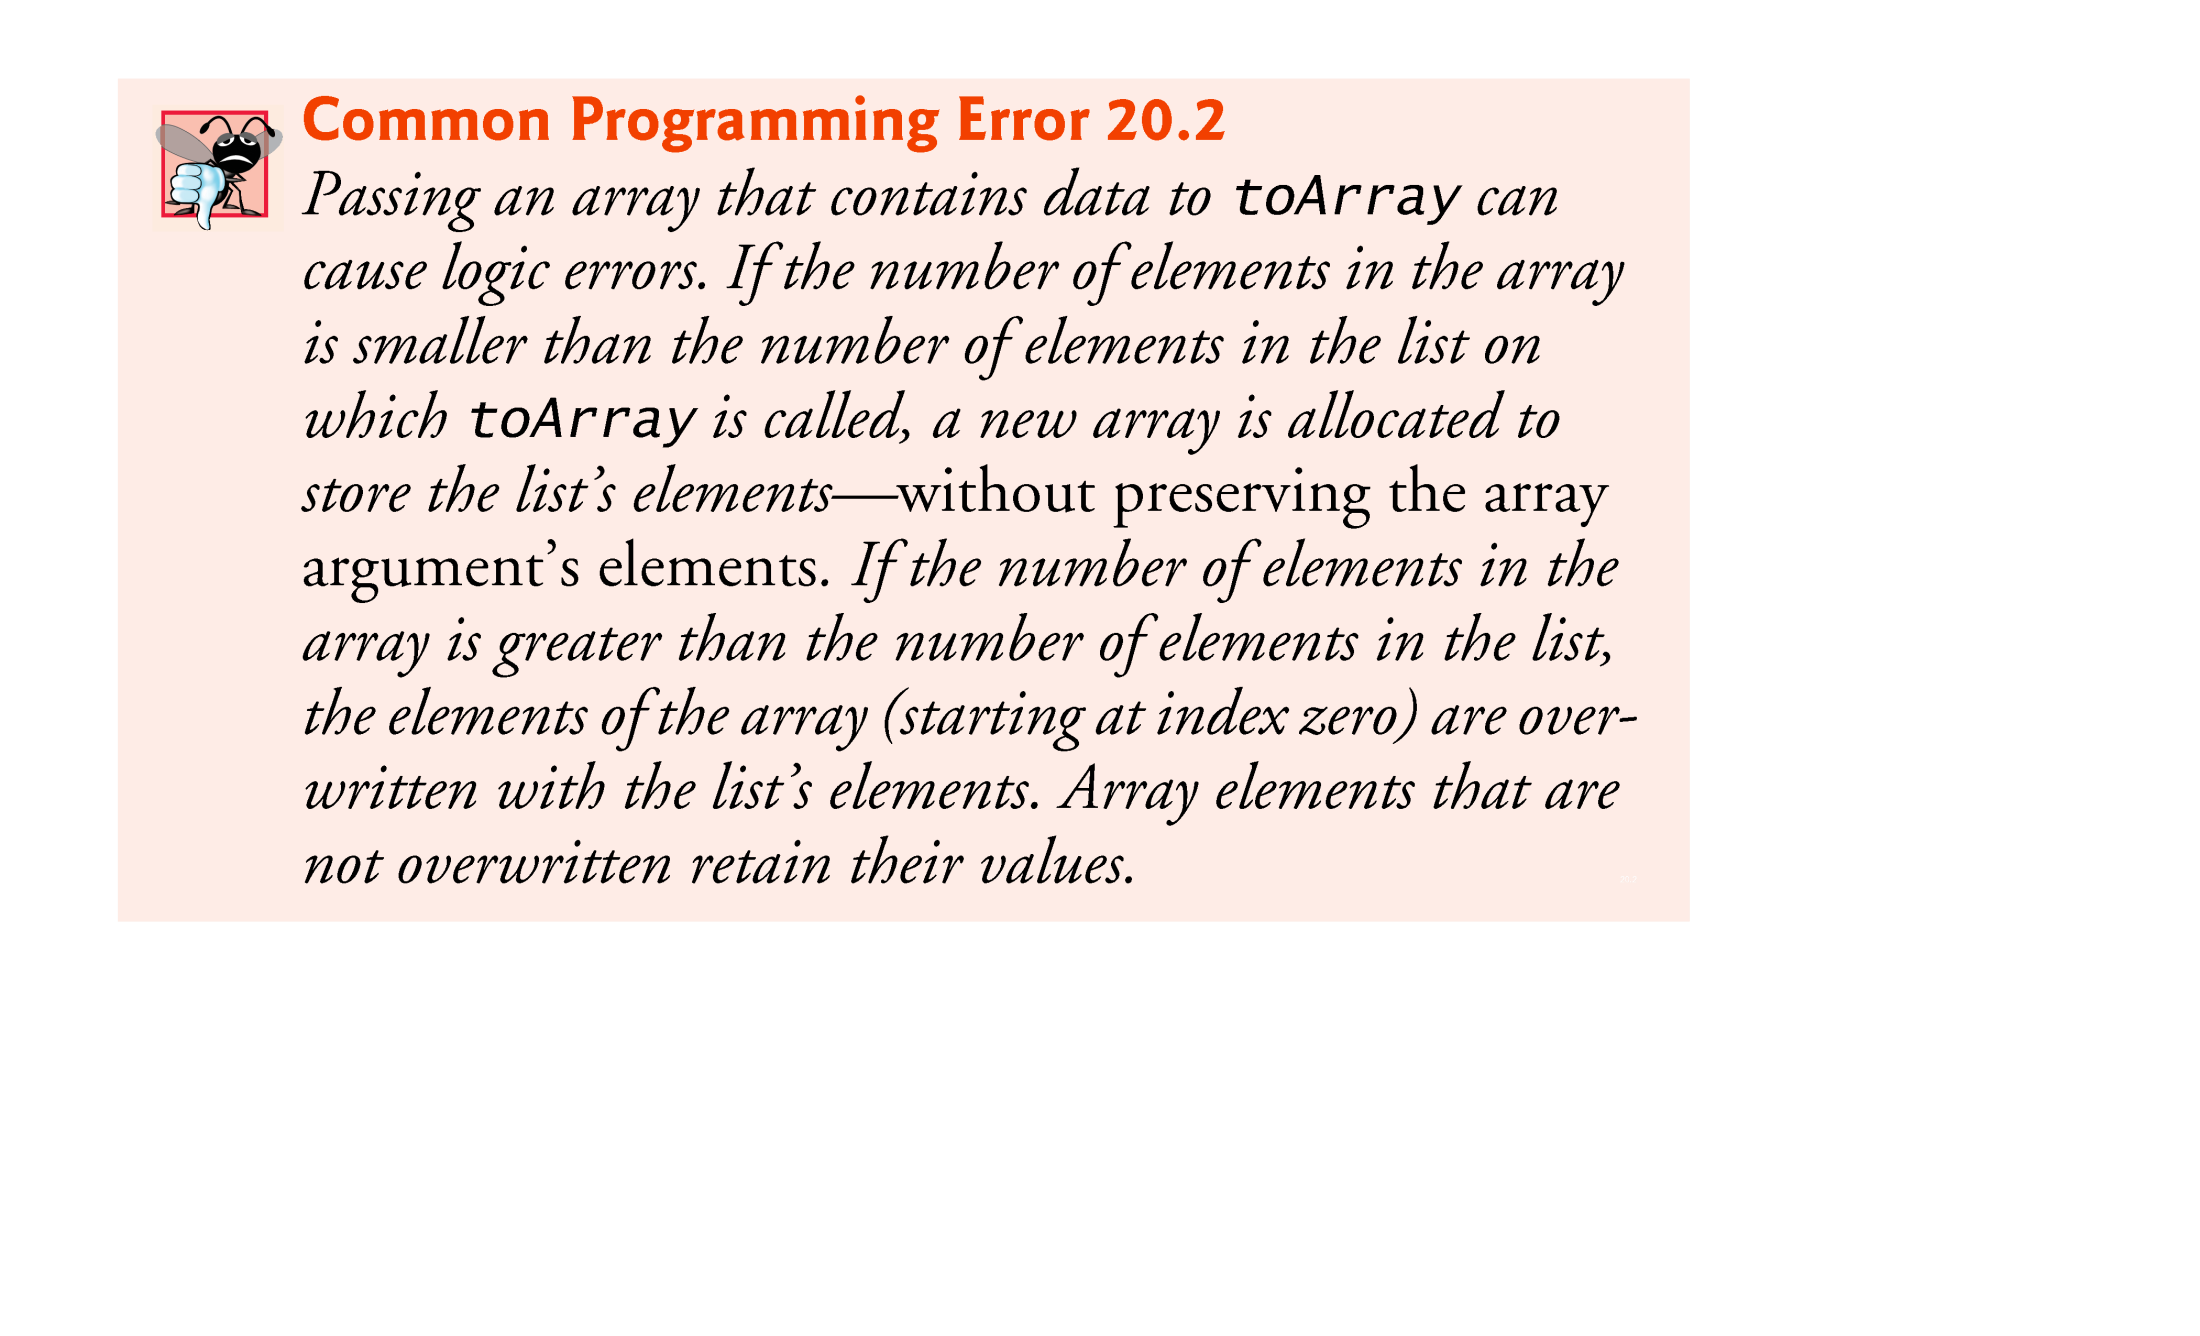 Common Programming Error 20.2
Passing an array that contains data to toArray can
cause logic errors. If the number of elements in the array
is smaller than the number of elements in the list on
which toArray is called, a new array is allocated to
store the list’s elements—without preserving the array
argument’s elements. If the number of elements in the
array is greater than the number of elements in the list,
the elements of the array (starting at index zero) are over-
written with the list’s elements. Array elements that are
not overwritten retain their values.